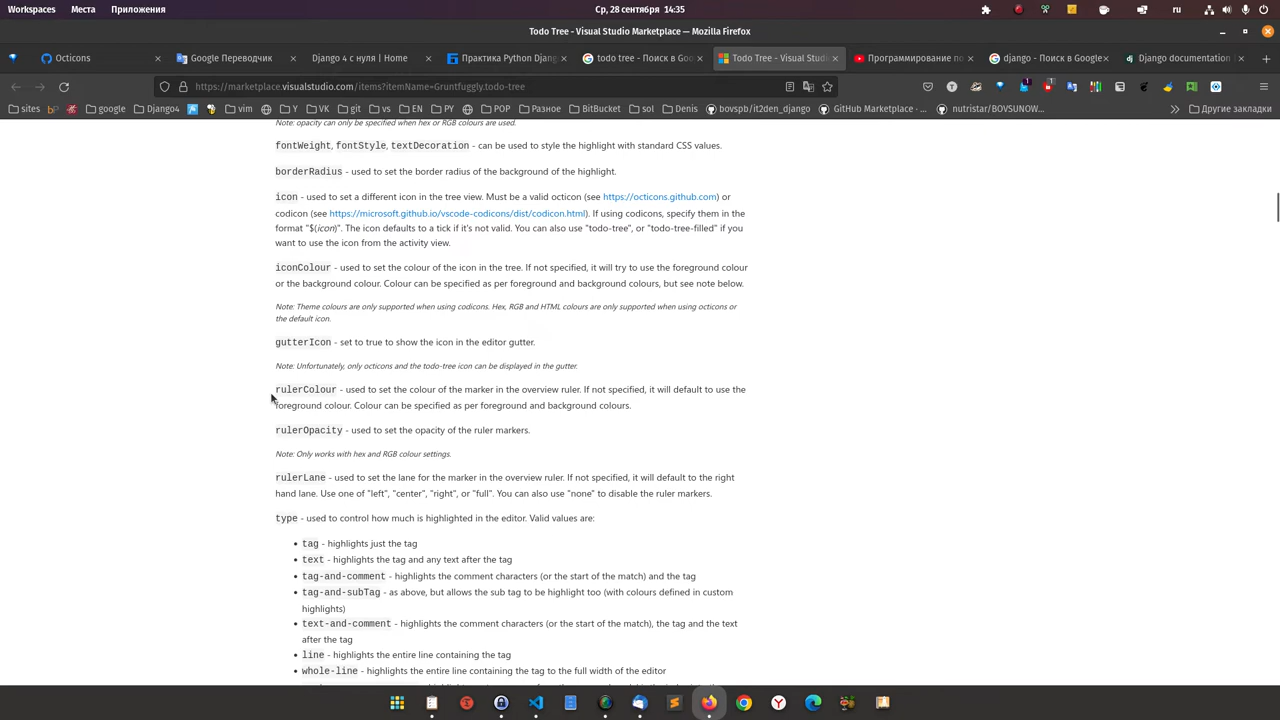 Workspaces Места Приложения Ср, 28 сентября 14:35 ru
Todo Tree - Visual Studio Marketplace — Mozilla Firefox
Octicons Google Переводчик Django 4 с нуля | Home Практика Python Djang todo tree - Поиск в Goo Todo Tree - Visual Studi Программирование по django - Поиск в Google Django documentation
https://marketplace.visualstudio.com/items?itemName=Gruntfuggly.todo-tree
sites google Django4 vim Y VK git vs EN PY POP Разное BitBucket sol Denis bovspb/it2den_django GitHub Marketplace nutristar/BOVSUNOW... Другие закладки
Note: opacity can only be specified when hex or RGB colours are used.
fontWeight, fontStyle, textDecoration - can be used to style the highlight with standard CSS values.
borderRadius - used to set the border radius of the background of the highlight.
icon - used to set a different icon in the tree view. Must be a valid octicon (see https://octicons.github.com) or
codicon (see https://microsoft.github.io/vscode-codicons/dist/codicon.html). If using codicons, specify them in the
format "$(icon)". The icon defaults to a tick if it's not valid. You can also use "todo-tree", or "todo-tree-filled" if you
want to use the icon from the activity view.
iconColour - used to set the colour of the icon in the tree. If not specified, it will try to use the foreground colour
or the background colour. Colour can be specified as per foreground and background colours, but see note below.
Note: Theme colours are only supported when using codicons. Hex, RGB and HTML colours are only supported when using octicons or
the default icon.
gutterIcon - set to true to show the icon in the editor gutter.
Note: Unfortunately, only octicons and the todo-tree icon can be displayed in the gutter.
rulerColour - used to set the colour of the marker in the overview ruler. If not specified, it will default to use the
foreground colour. Colour can be specified as per foreground and background colours.
rulerOpacity - used to set the opacity of the ruler markers.
Note: Only works with hex and RGB colour settings.
rulerLane - used to set the lane for the marker in the overview ruler. If not specified, it will default to the right
hand lane. Use one of "left", "center", "right", or "full". You can also use "none" to disable the ruler markers.
type - used to control how much is highlighted in the editor. Valid values are:
• tag - highlights just the tag
• text - highlights the tag and any text after the tag
• tag-and-comment - highlights the comment characters (or the start of the match) and the tag
• tag-and-subTag - as above, but allows the sub tag to be highlight too (with colours defined in custom
highlights)
• text-and-comment - highlights the comment characters (or the start of the match), the tag and the text
after the tag
• line - highlights the entire line containing the tag
• whole-line - highlights the entire line containing the tag to the full width of the editor